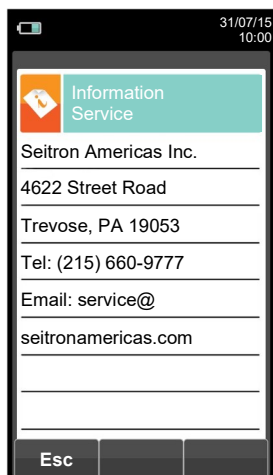 31/07/15
10:00
Information
Service
Seitron Americas Inc.
4622 Street Road
Trevose, PA 19053
Tel: (215) 660-9777
Email: service@
seitronamericas.com
Esc